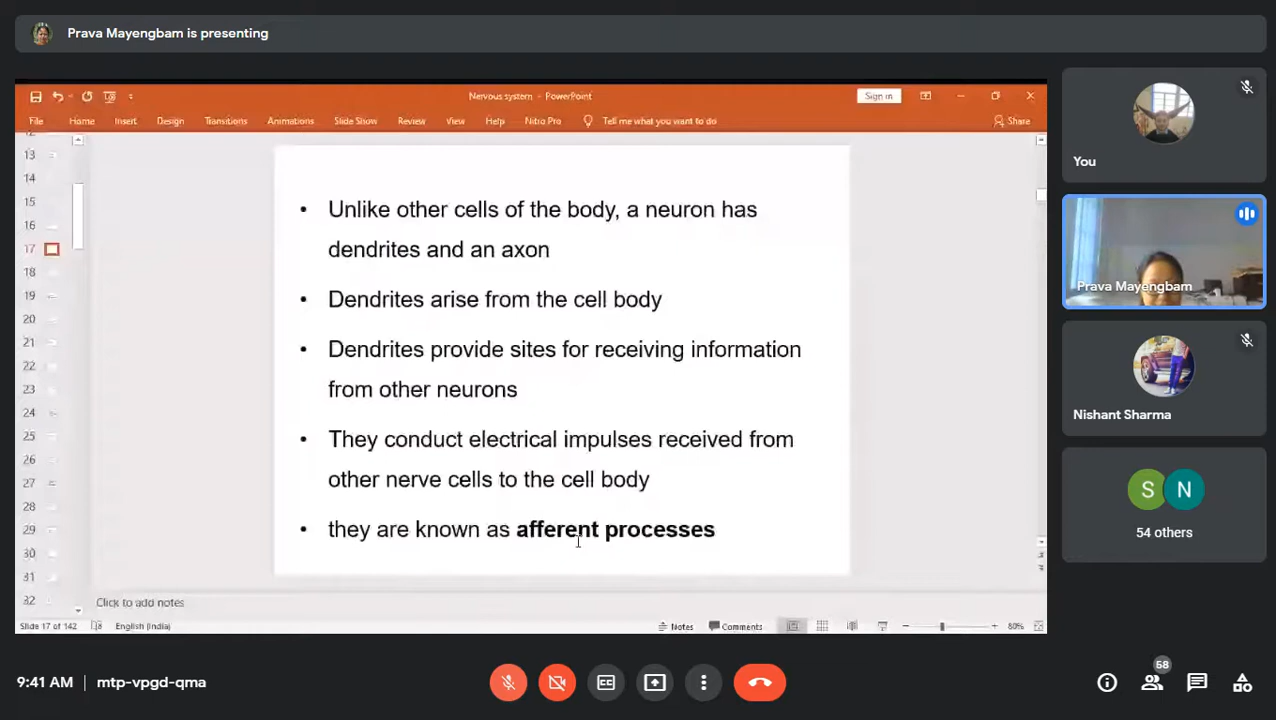 Prava Mayengbam is presenting
Nervous system - PowerPoint
Sign in
File Home Insert Design Transitions Animations Slide Show Review View Help Nitro Pro Tell me what you want to do Share
13
14
15
16
17
18
19
20
21
22
23
24
25
26
27
28
29
30
31
32
• Unlike other cells of the body, a neuron has
dendrites and an axon
• Dendrites arise from the cell body
• Dendrites provide sites for receiving information
from other neurons
• They conduct electrical impulses received from
other nerve cells to the cell body
• they are known as afferent processes
Click to add notes
Slide 17 of 142 English (India) Notes Comments 80%
You
Prava Mayengbam
Nishant Sharma
S N
54 others
9:41 AM | mtp-vpgd-qma
CC
58